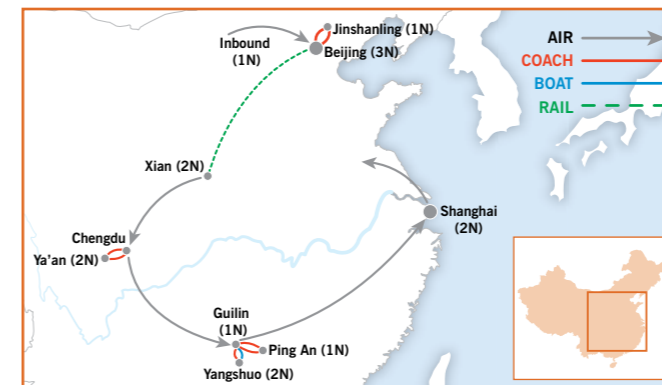 Jinshanling (1N)
Inbound
(1N)
Beijing (3N)
AIR
COACH
BOAT
RAIL
Xian (2N)
Shanghai
(2N)
Chengdu
Ya'an (2N)
Guilin
(1N)
Ping An (1N)
Yangshuo (2N)